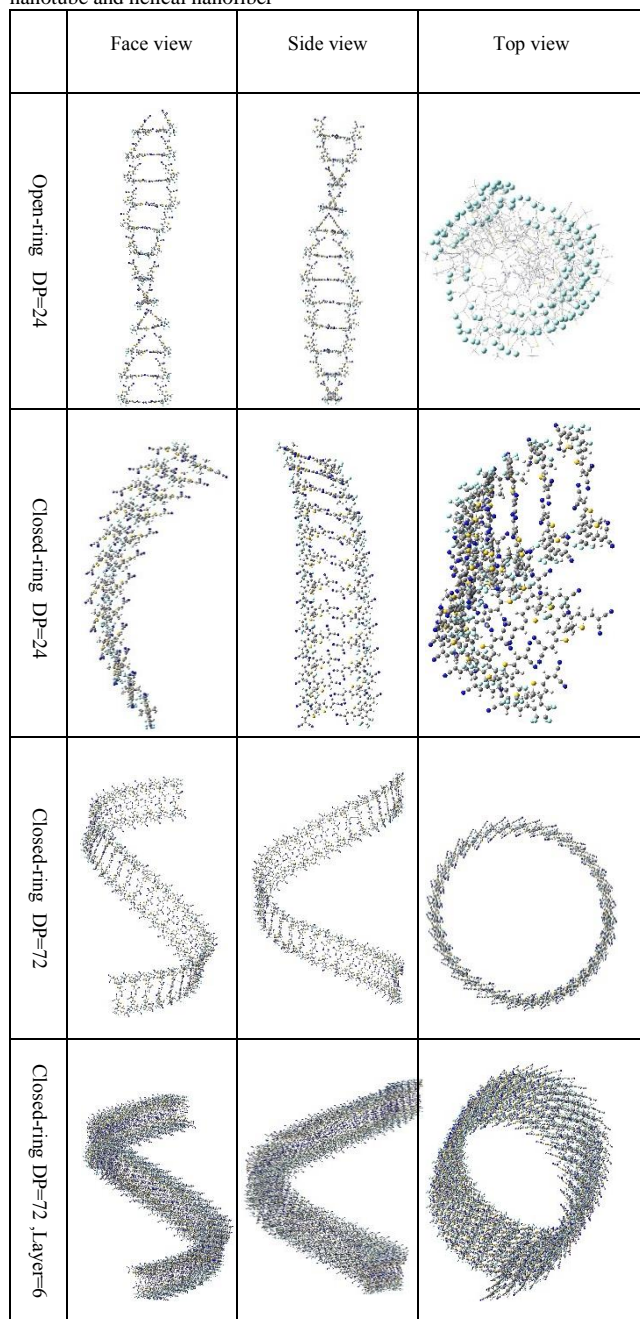 nanotube and helical nanofiber
Face view
Side view
Top view
Open-ring DP=24
Closed-ring DP=24
Closed-ring DP=72
Closed-ring DP=72 ,Layer=6